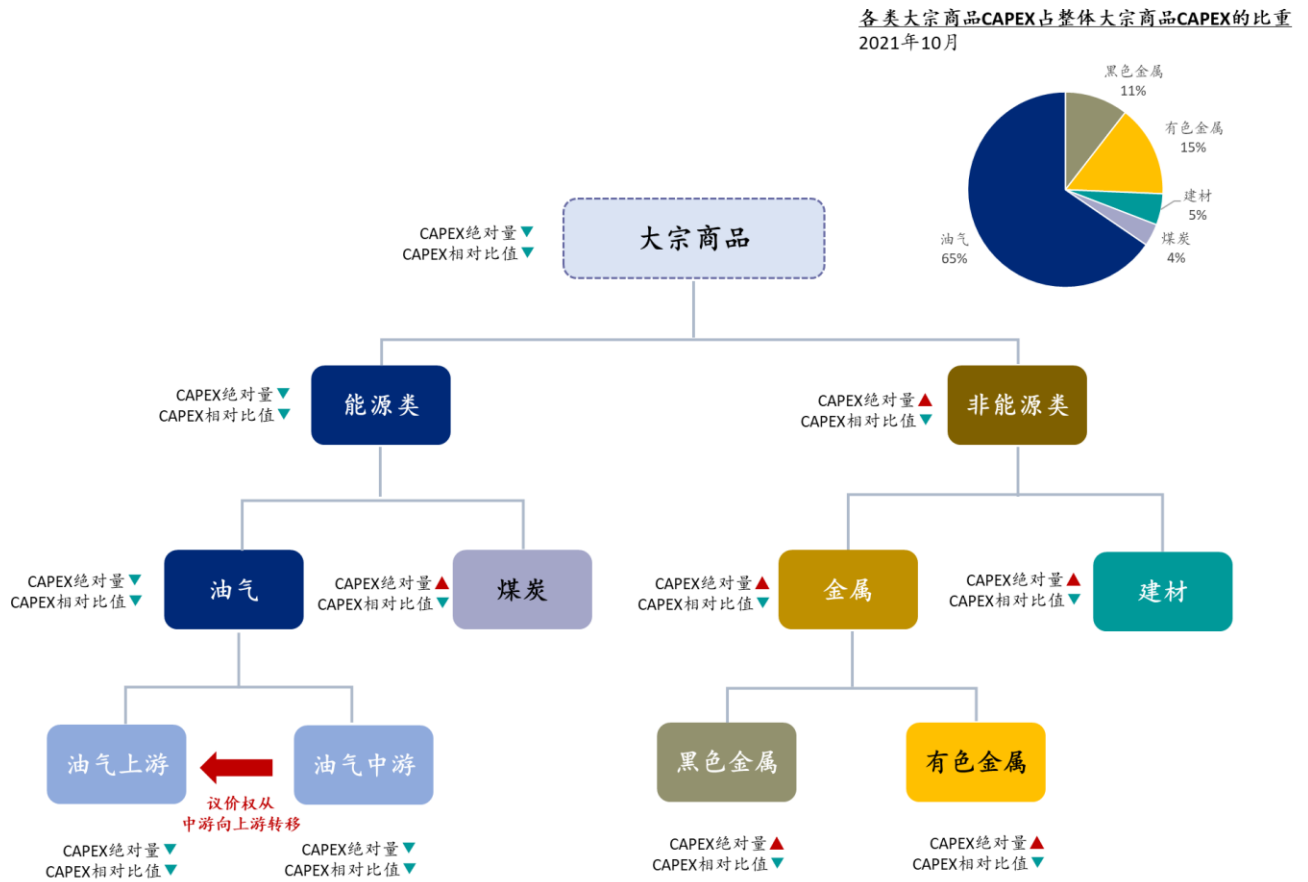 各类大宗商品CAPEX占整体大宗商品CAPEX的比重
2021年10月
黑色金属
11%
有色金属
15%
建材
5%
煤炭
4%
油气
65%
CAPEX绝对量▼
CAPEX相对比值▼
大宗商品
CAPEX绝对量▼
CAPEX相对比值▼
能源类
CAPEX绝对量▲
CAPEX相对比值▼
非能源类
CAPEX绝对量▼
CAPEX相对比值▼
油气
CAPEX绝对量▲
CAPEX相对比值▼
煤炭
CAPEX绝对量▲
CAPEX相对比值▼
金属
CAPEX绝对量▲
CAPEX相对比值▼
建材
油气上游
议价权从
中游向上游转移
油气中游
黑色金属
有色金属
CAPEX绝对量▼
CAPEX相对比值▼
CAPEX绝对量▼
CAPEX相对比值▼
CAPEX绝对量▲
CAPEX相对比值▼
CAPEX绝对量▲
CAPEX相对比值▼